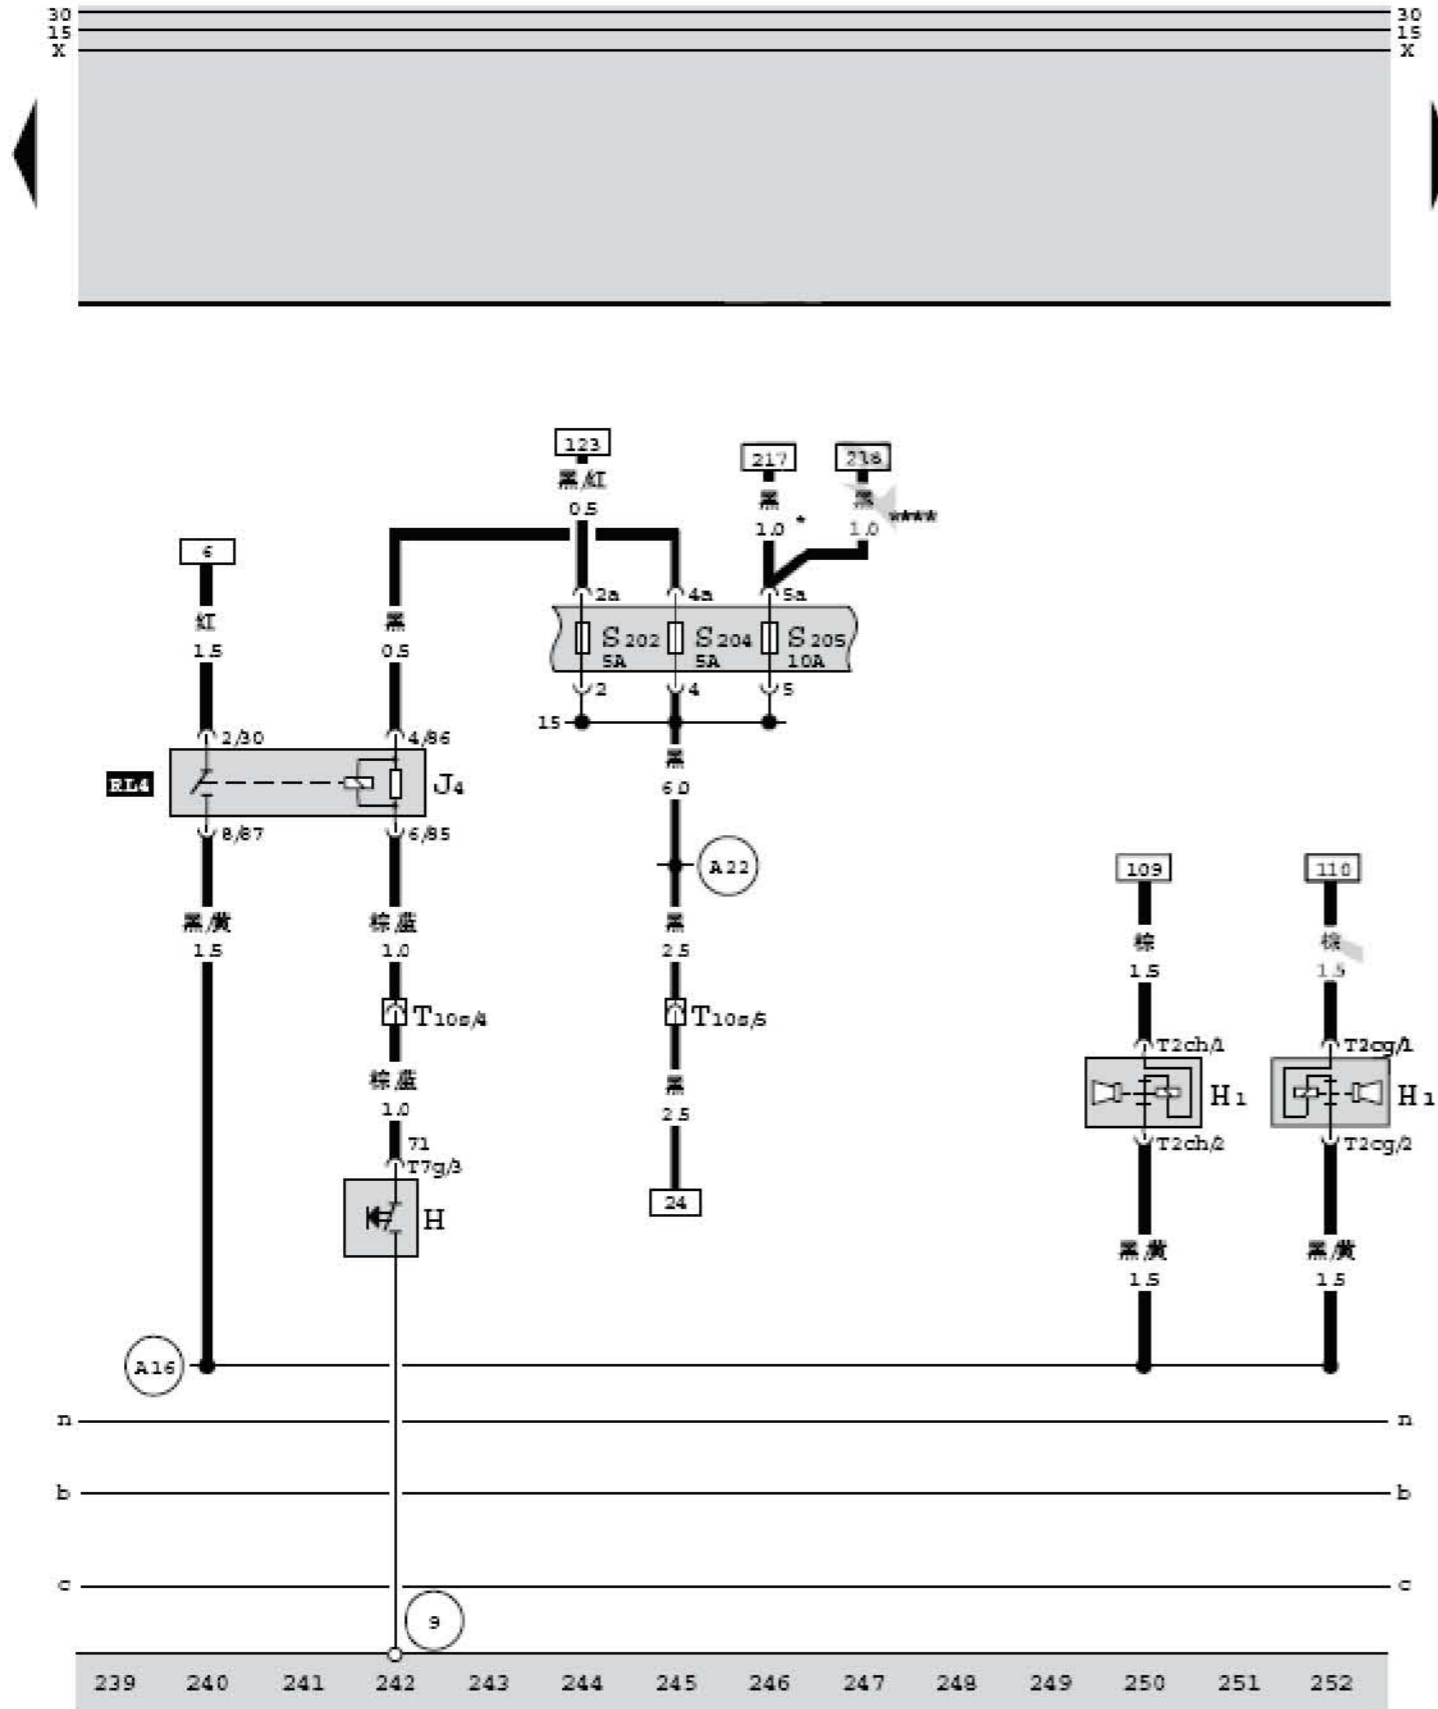 30 30
15 15
X X
123
黑/红
0.5
217 218
黑 黑
1.0 * 1.0 ****
6
红
1.5
黑
0.5
2a 4a 5a
S202 S204 S205
5A 5A 10A
2 4 5
15
2/30 4/86
RL4 J4
8/87 6/85
黑
6.0
A22
109 110
黑/黄 棕/蓝 黑
1.5 1.0 2.5
棕 棕
1.5 1.5
T10s/4 T10s/5
T2ch/1 T2cg/1
棕/蓝 黑
1.0 2.5
H1 H1
71
T7g/3
T2ch/2 T2cg/2
24
H
黑/黄 黑/黄
1.5 1.5
A16
n n
b b
c c
9
239 240 241 242 243 244 245 246 247 248 249 250 251 252